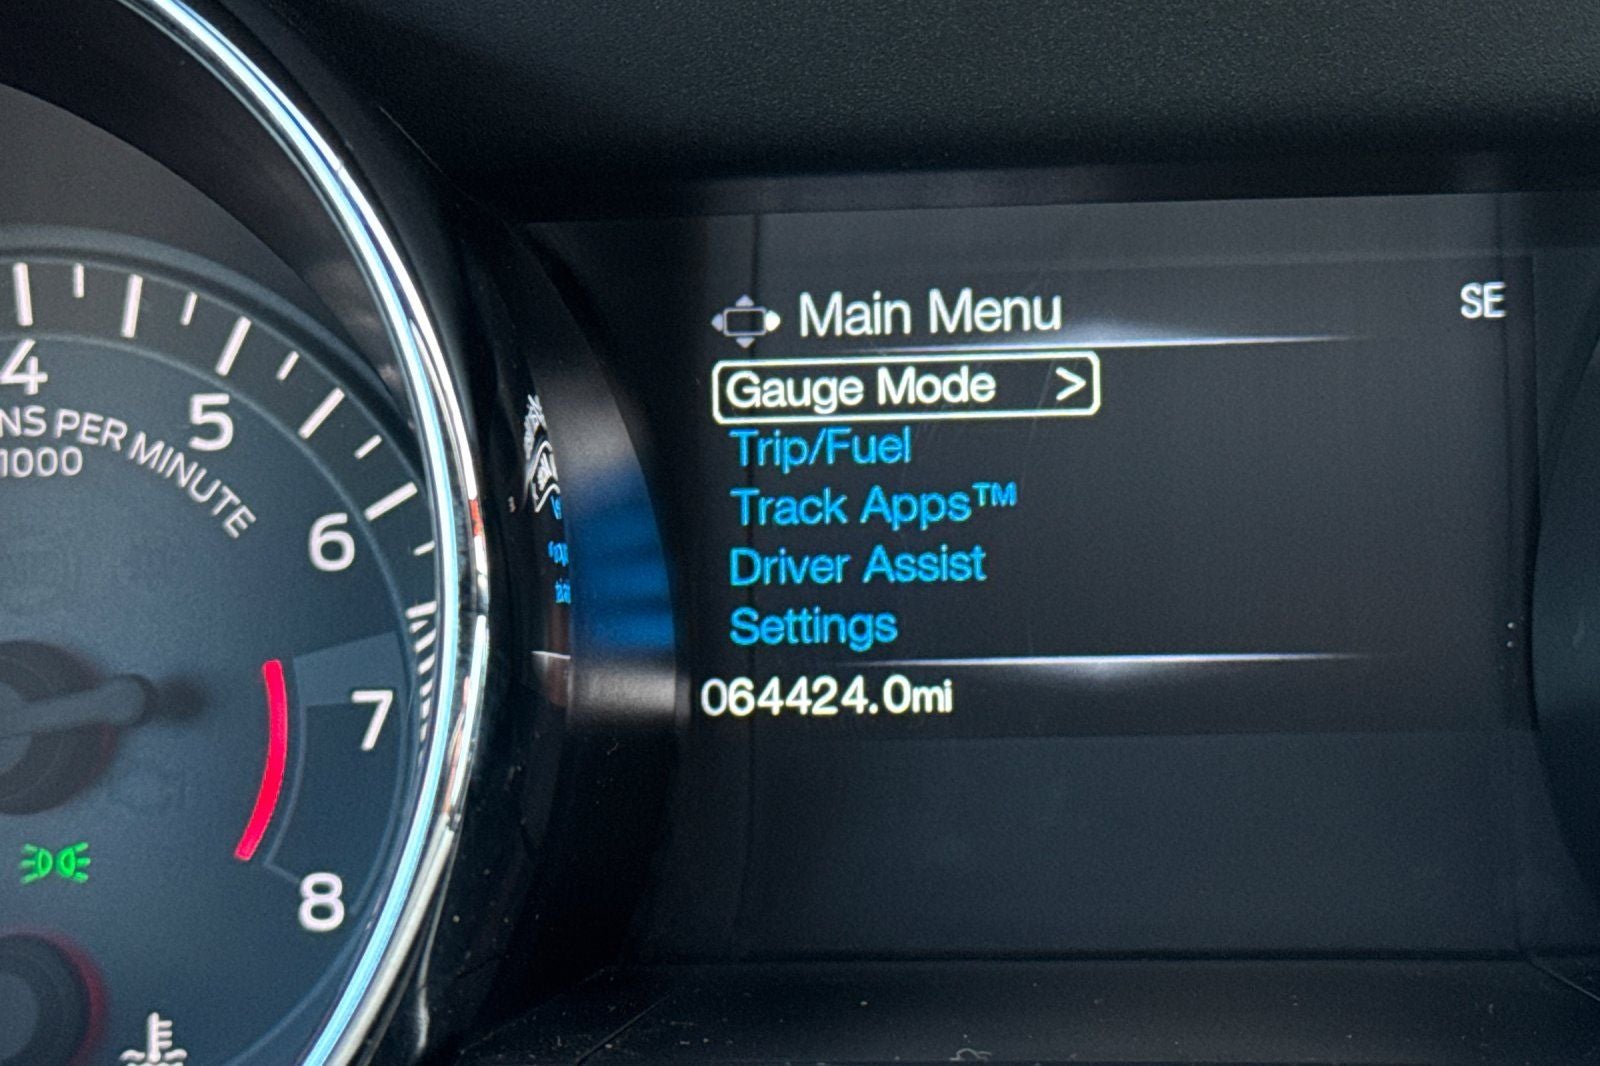 Main Menu
SE
Gauge Mode >
Trip/Fuel
Track Apps™
Driver Assist
Settings
064424.0mi
4
5
6
7
8
NS PER MINUTE
1000